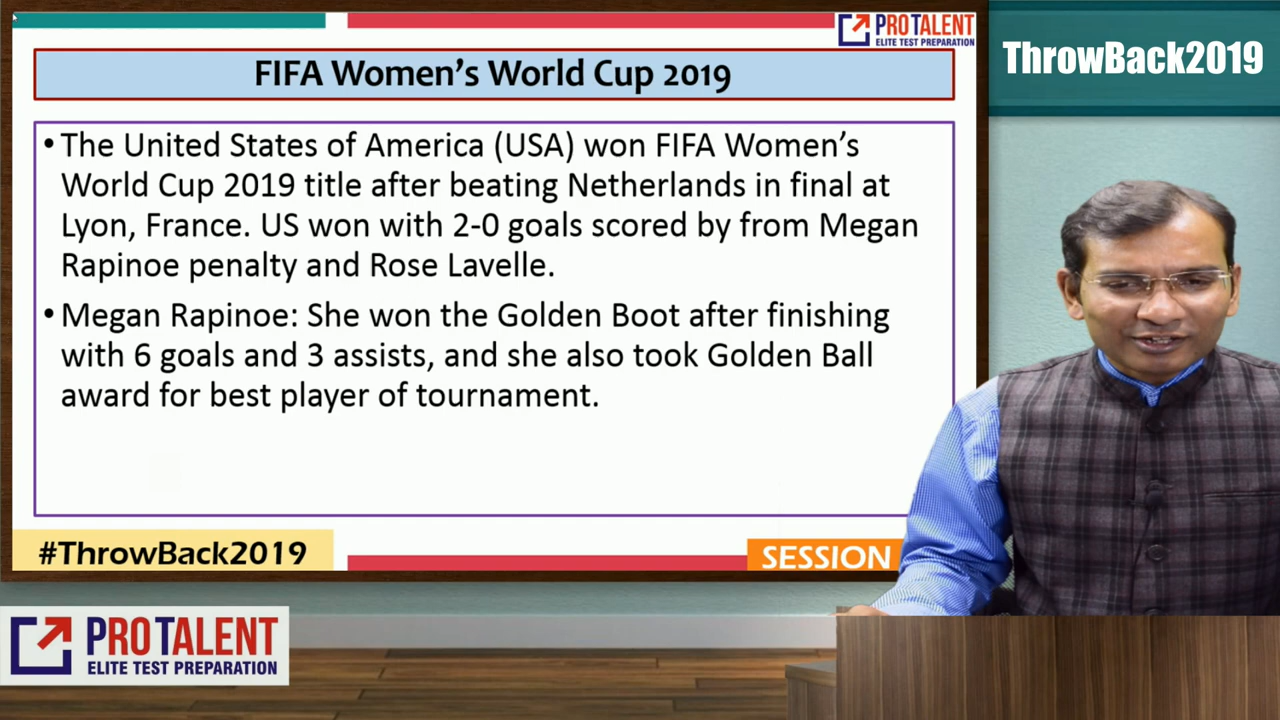 PROTALENT
ELITE TEST PREPARATION
ThrowBack2019
FIFA Women's World Cup 2019
• The United States of America (USA) won FIFA Women's
World Cup 2019 title after beating Netherlands in final at
Lyon, France. US won with 2-0 goals scored by from Megan
Rapinoe penalty and Rose Lavelle.
• Megan Rapinoe: She won the Golden Boot after finishing
with 6 goals and 3 assists, and she also took Golden Ball
award for best player of tournament.
#ThrowBack2019
SESSION
PROTALENT
ELITE TEST PREPARATION